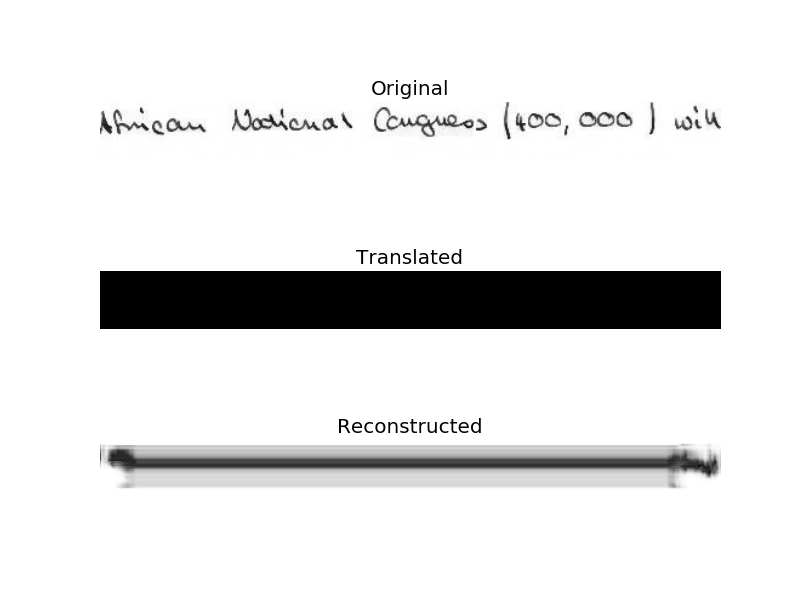 Original
African National Congress (400,000) will
Translated
Reconstructed